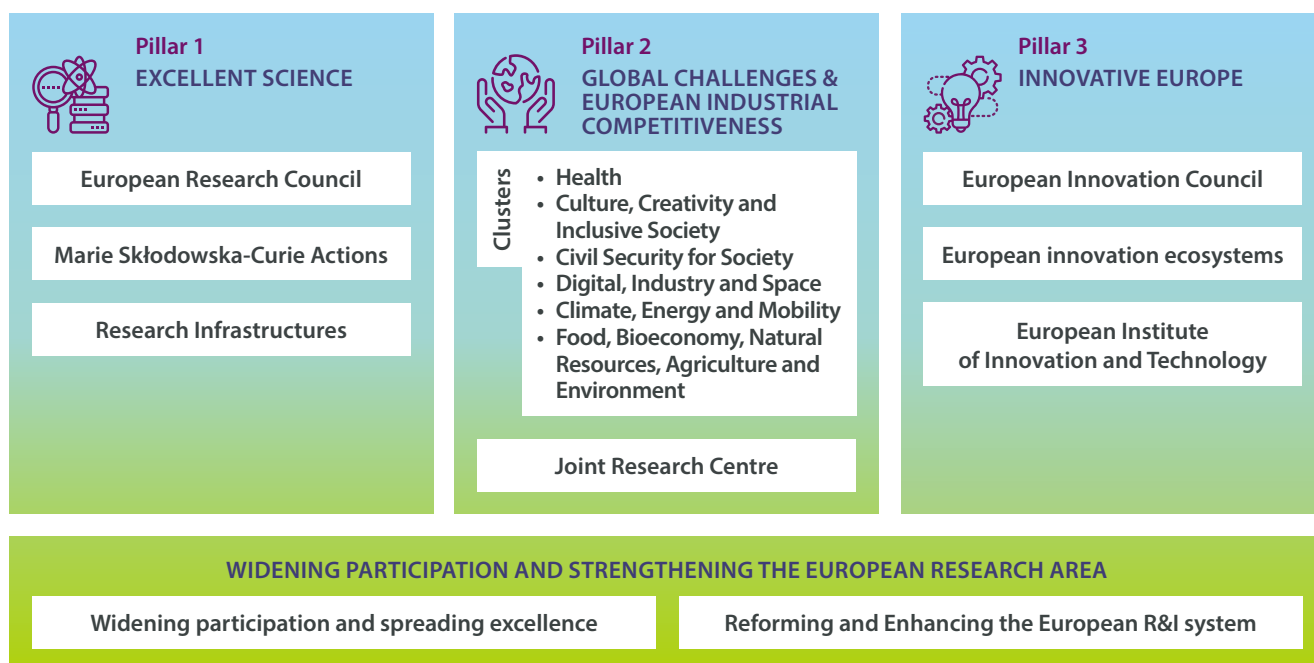 Pillar 1
EXCELLENT SCIENCE
European Research Council
Marie Skłodowska-Curie Actions
Research Infrastructures
Pillar 2
GLOBAL CHALLENGES &
EUROPEAN INDUSTRIAL
COMPETITIVENESS
Clusters
• Health
• Culture, Creativity and
Inclusive Society
• Civil Security for Society
• Digital, Industry and Space
• Climate, Energy and Mobility
• Food, Bioeconomy, Natural
Resources, Agriculture and
Environment
Joint Research Centre
Pillar 3
INNOVATIVE EUROPE
European Innovation Council
European innovation ecosystems
European Institute
of Innovation and Technology
WIDENING PARTICIPATION AND STRENGTHENING THE EUROPEAN RESEARCH AREA
Widening participation and spreading excellence
Reforming and Enhancing the European R&I system